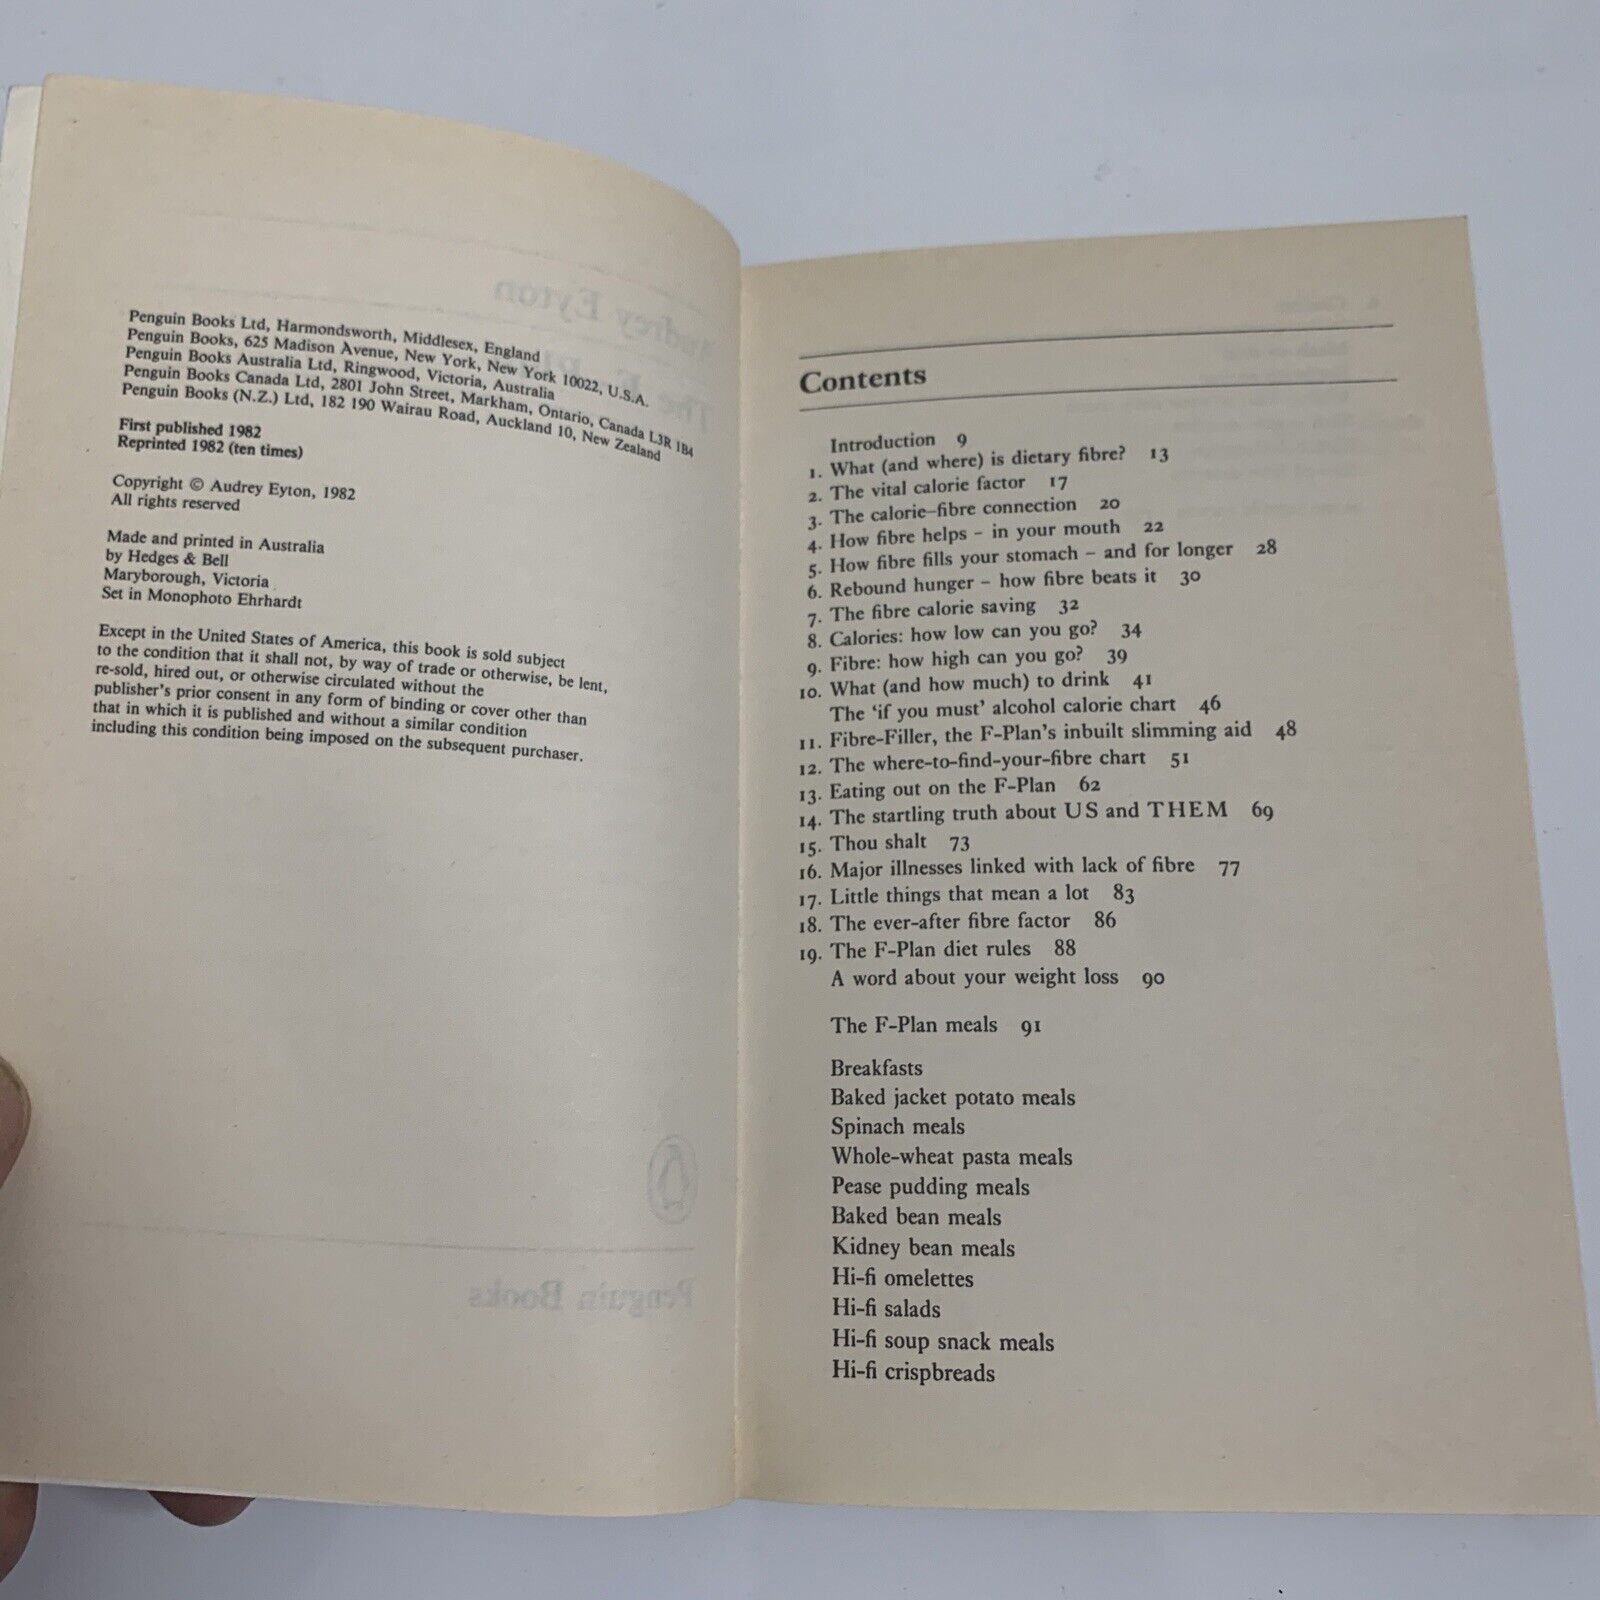 Penguin Books Ltd, Harmondsworth, Middlesex, England
Penguin Books, 625 Madison Avenue, New York, New York 10022, U.S.A.
Penguin Books Australia Ltd, Ringwood, Victoria, Australia
Penguin Books Canada Ltd, 2801 John Street, Markham, Ontario, Canada L3R 1B4
Penguin Books (N.Z.) Ltd, 182 190 Wairau Road, Auckland 10, New Zealand
First published 1982
Reprinted 1982 (ten times)
Copyright © Audrey Eyton, 1982
All rights reserved
Made and printed in Australia
by Hedges & Bell
Maryborough, Victoria
Set in Monophoto Ehrhardt
Except in the United States of America, this book is sold subject
to the condition that it shall not, by way of trade or otherwise, be lent,
re-sold, hired out, or otherwise circulated without the
publisher's prior consent in any form of binding or cover other than
that in which it is published and without a similar condition
including this condition being imposed on the subsequent purchaser.
Contents
Introduction 9
1. What (and where) is dietary fibre? 13
2. The vital calorie factor 17
3. The calorie–fibre connection 20
4. How fibre helps – in your mouth 22
5. How fibre fills your stomach – and for longer 28
6. Rebound hunger – how fibre beats it 30
7. The fibre calorie saving 32
8. Calories: how low can you go? 34
9. Fibre: how high can you go? 39
10. What (and how much) to drink 41
The 'if you must' alcohol calorie chart 46
11. Fibre-Filler, the F-Plan's inbuilt slimming aid 48
12. The where-to-find-your-fibre chart 51
13. Eating out on the F-Plan 62
14. The startling truth about US and THEM 69
15. Thou shalt 73
16. Major illnesses linked with lack of fibre 77
17. Little things that mean a lot 83
18. The ever-after fibre factor 86
19. The F-Plan diet rules 88
A word about your weight loss 90
The F-Plan meals 91
Breakfasts
Baked jacket potato meals
Spinach meals
Whole-wheat pasta meals
Pease pudding meals
Baked bean meals
Kidney bean meals
Hi-fi omelettes
Hi-fi salads
Hi-fi soup snack meals
Hi-fi crispbreads